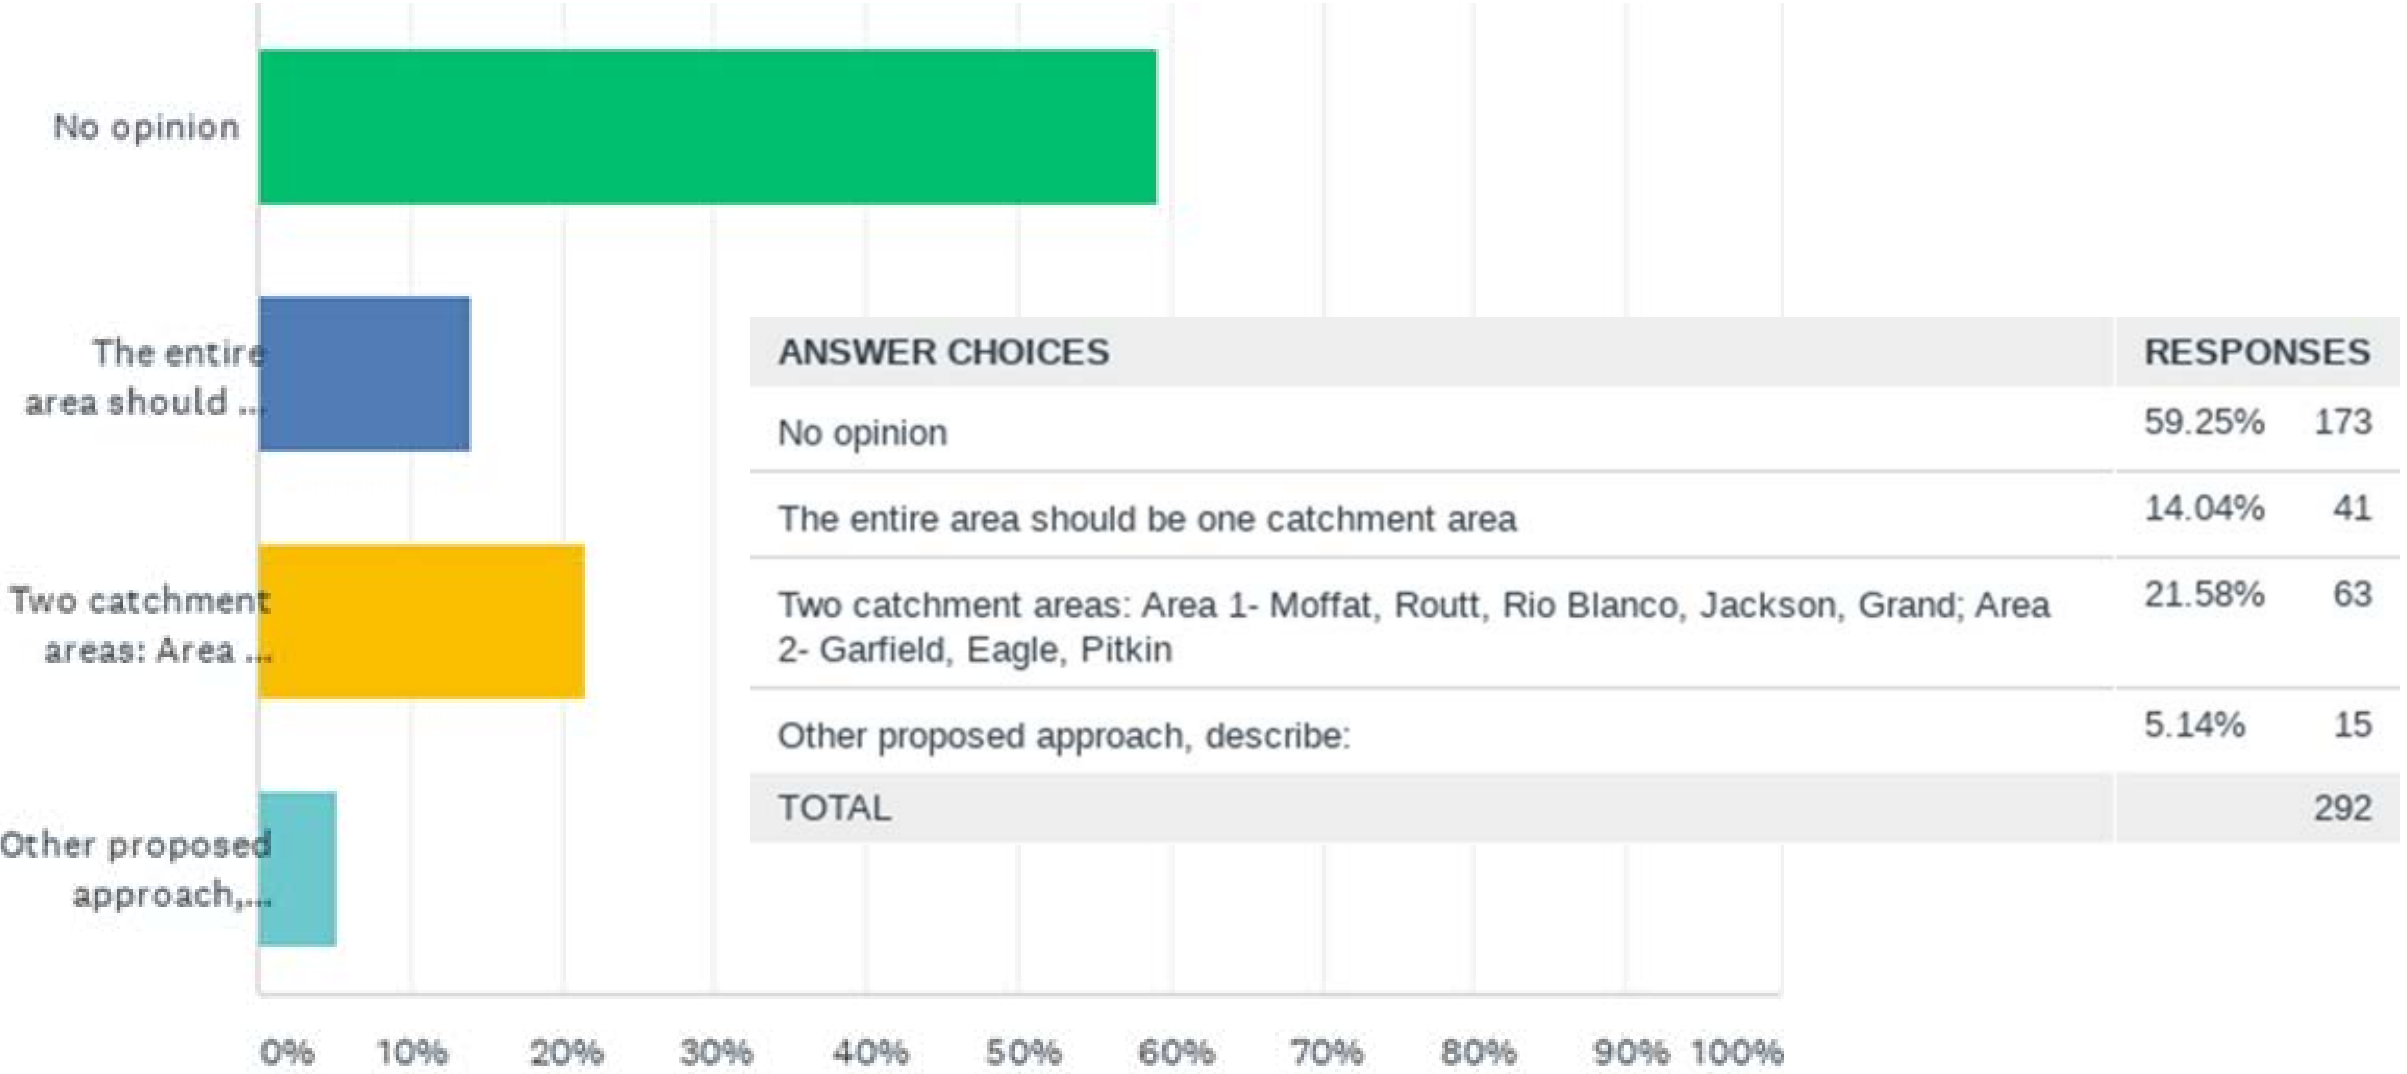 No opinion
The entire
area should ...
Two catchment
areas: Area ...
Other proposed
approach,...
0% 10% 20% 30% 40% 50% 60% 70% 80% 90% 100%
ANSWER CHOICES RESPONSES
No opinion 59.25% 173
The entire area should be one catchment area 14.04% 41
Two catchment areas: Area 1- Moffat, Routt, Rio Blanco, Jackson, Grand; Area 21.58% 63
2- Garfield, Eagle, Pitkin
Other proposed approach, describe: 5.14% 15
TOTAL 292